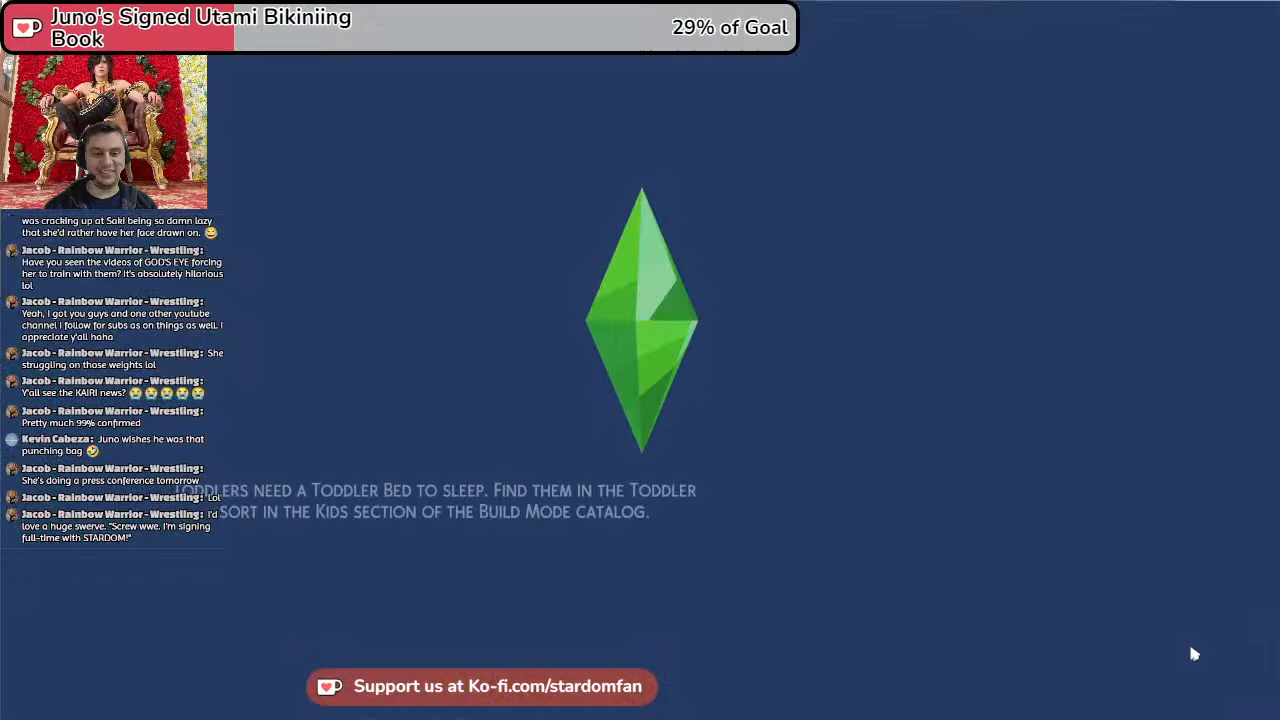 Juno's Signed Utami Bikiniing
Book
29% of Goal
was cracking up at Saki being so damn lazy
that she'd rather have her face drawn on. 😂
Jacob - Rainbow Warrior - Wrestling:
Have you seen the videos of GOD'S EYE forcing
her to train with them? It's absolutely hilarious
lol
Jacob - Rainbow Warrior - Wrestling:
Yeah, I got you guys and one other youtube
channel I follow for subs as on things as well. I
appreciate y'all haha
Jacob - Rainbow Warrior - Wrestling: She
struggling on those weights lol
Jacob - Rainbow Warrior - Wrestling:
Y'all see the KAIRI news? 😭😭😭😭😭
Jacob - Rainbow Warrior - Wrestling:
Pretty much 99% confirmed
Kevin Cabeza: Juno wishes he was that
punching bag 🤣
Jacob - Rainbow Warrior - Wrestling:
She's doing a press conference tomorrow
Jacob - Rainbow Warrior - Wrestling: Lol
Jacob - Rainbow Warrior - Wrestling: I'd
love a huge swerve. "Screw wwe. I'm signing
full-time with STARDOM!"
TODDLERS NEED A TODDLER BED TO SLEEP. FIND THEM IN THE TODDLER
SORT IN THE KIDS SECTION OF THE BUILD MODE CATALOG.
Support us at Ko-fi.com/stardomfan